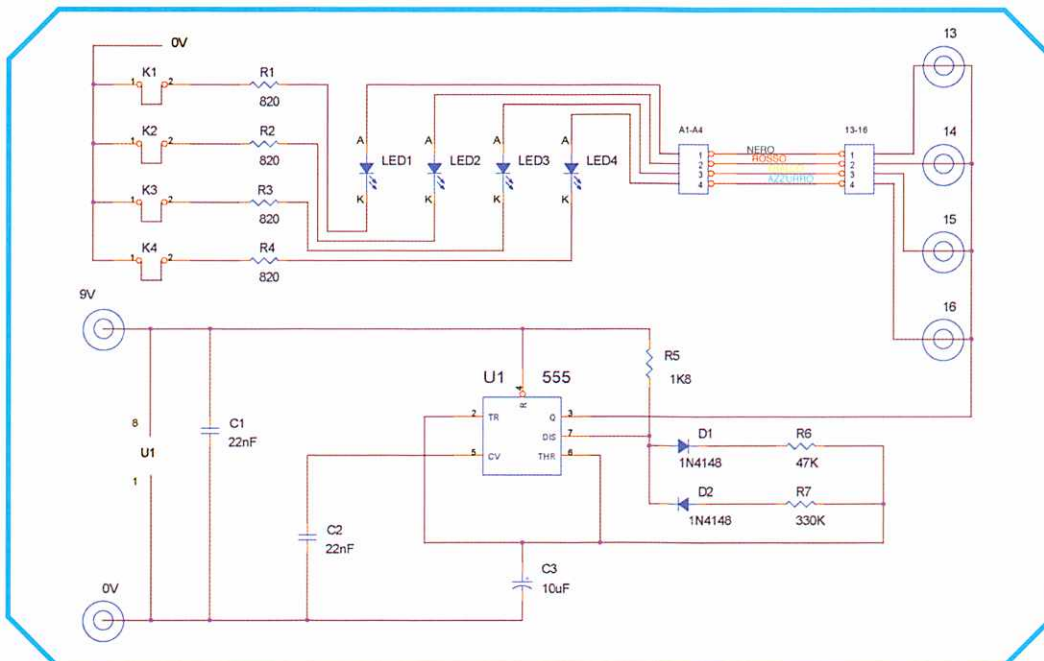 0V
13
K1
1 2
R1
820
K2
1 2
R2
820
K3
1 2
R3
820
K4
1 2
R4
820
A
LED1
K
A
LED2
K
A
LED3
K
A
LED4
K
A1-A4
1
2
3
4
NERO
ROSSO
AZZURRO
13-16
1
2
3
4
14
15
16
9V
8
U1
1
C1
22nF
U1 555
4
R
2 TR
Q 3
DIS 7
5 CV
THR 6
R5
1K8
D1
1N4148
R6
47K
D2
1N4148
R7
330K
C2
22nF
C3
10uF
+
0V